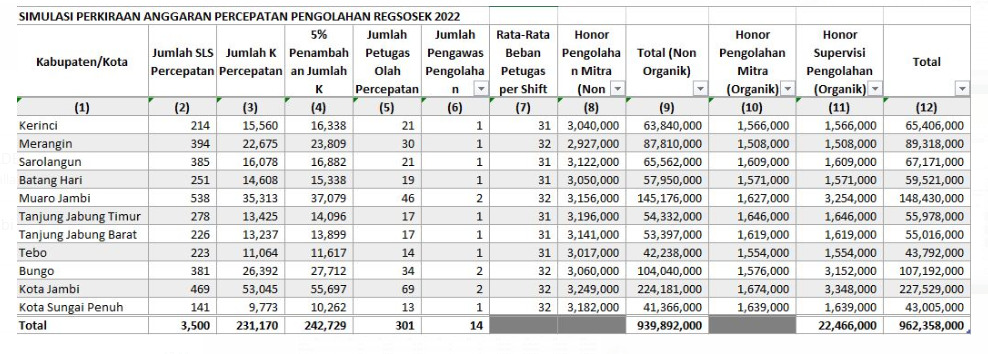 SIMULASI PERKIRAAN ANGGARAN PERCEPATAN PENGOLAHAN REGSOSEK 2022
Kabupaten/Kota Jumlah SLS Percepatan Jumlah K Percepatan 5% Penambahan Jumlah K Jumlah Petugas Olah Percepatan Jumlah Pengawas Pengolahan Rata-Rata Beban Petugas per Shift Honor Pengolahan Mitra (Non Total (Non Organik) Honor Pengolahan Mitra (Organik) Honor Supervisi Pengolahan (Organik) Total
(1) (2) (3) (4) (5) (6) (7) (8) (9) (10) (11) (12)
Kerinci 214 15,560 16,338 21 1 31 3,040,000 63,840,000 1,566,000 1,566,000 65,406,000
Merangin 394 22,675 23,809 30 1 32 2,927,000 87,810,000 1,508,000 1,508,000 89,318,000
Sarolangun 385 16,078 16,882 21 1 31 3,122,000 65,562,000 1,609,000 1,609,000 67,171,000
Batang Hari 251 14,608 15,338 19 1 31 3,050,000 57,950,000 1,571,000 1,571,000 59,521,000
Muaro Jambi 538 35,313 37,079 46 2 32 3,156,000 145,176,000 1,627,000 3,254,000 148,430,000
Tanjung Jabung Timur 278 13,425 14,096 17 1 31 3,196,000 54,332,000 1,646,000 1,646,000 55,978,000
Tanjung Jabung Barat 226 13,237 13,899 17 1 31 3,141,000 53,397,000 1,619,000 1,619,000 55,016,000
Tebo 223 11,064 11,617 14 1 31 3,017,000 42,238,000 1,554,000 1,554,000 43,792,000
Bungo 381 26,392 27,712 34 2 32 3,060,000 104,040,000 1,576,000 3,152,000 107,192,000
Kota Jambi 469 53,045 55,697 69 2 32 3,249,000 224,181,000 1,674,000 3,348,000 227,529,000
Kota Sungai Penuh 141 9,773 10,262 13 1 32 3,182,000 41,366,000 1,639,000 1,639,000 43,005,000
Total 3,500 231,170 242,729 301 14 939,892,000 22,466,000 962,358,000